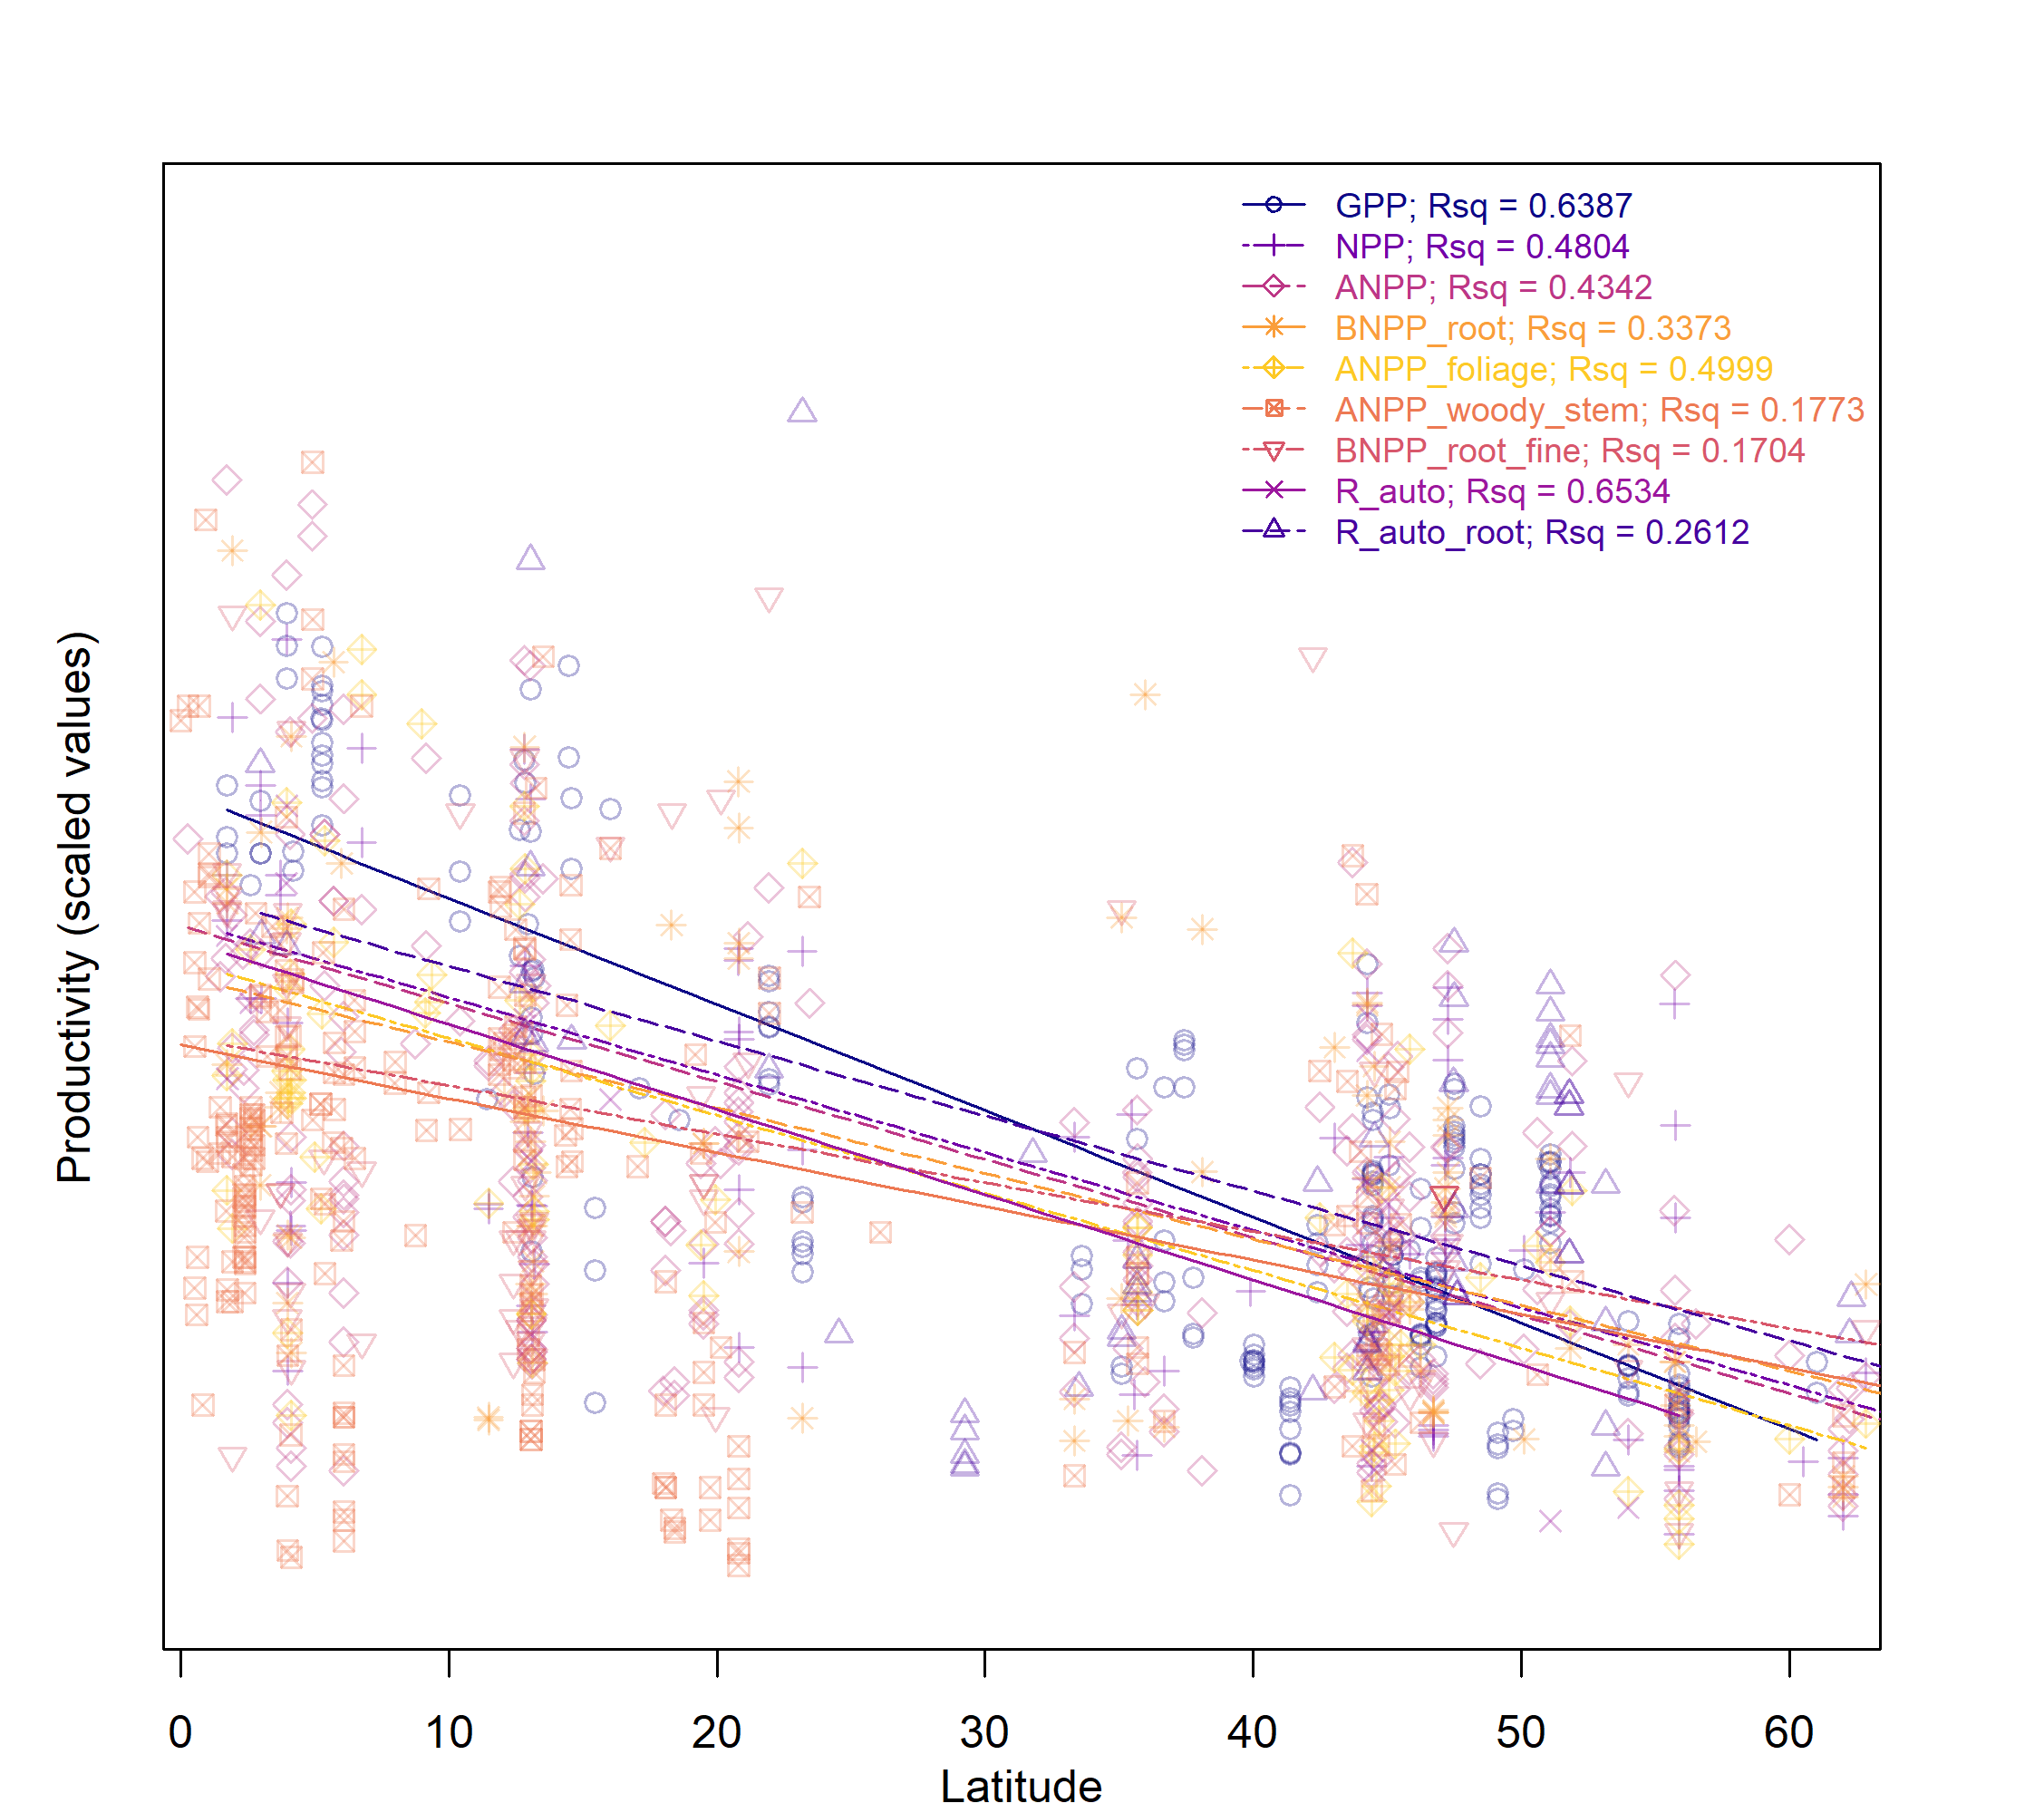 GPP; Rsq = 0.6387
NPP; Rsq = 0.4804
ANPP; Rsq = 0.4342
BNPP_root; Rsq = 0.3373
ANPP_foliage; Rsq = 0.4999
ANPP_woody_stem; Rsq = 0.1773
BNPP_root_fine; Rsq = 0.1704
R_auto; Rsq = 0.6534
R_auto_root; Rsq = 0.2612
Productivity (scaled values)
0 10 20 30 40 50 60
Latitude